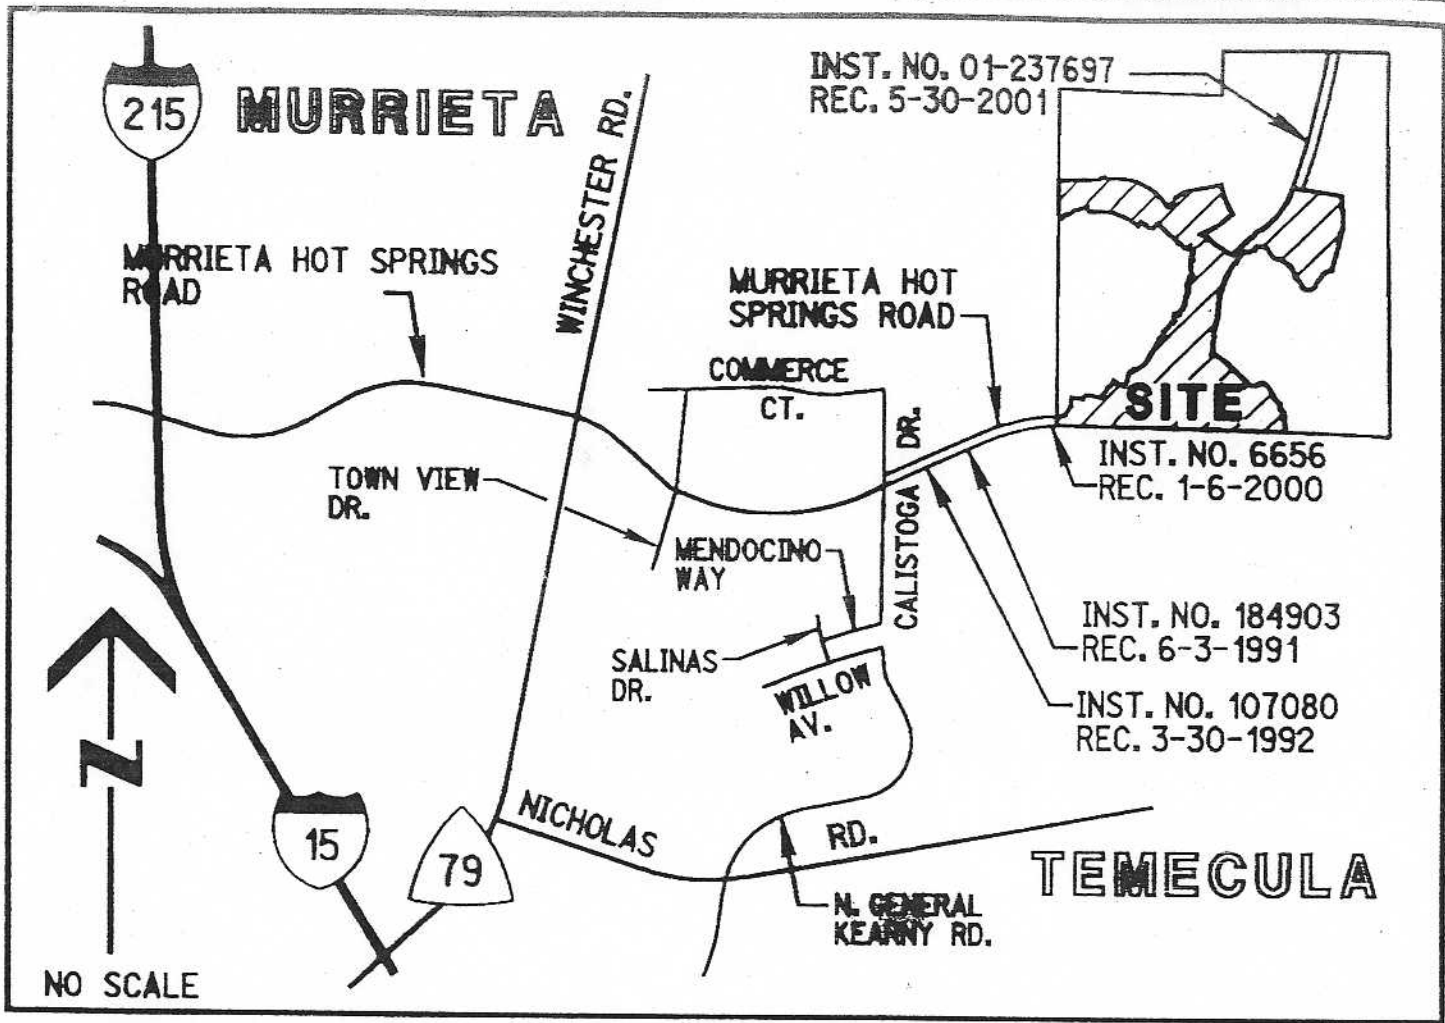 215
MURRIETA
INST. NO. 01-237697
REC. 5-30-2001
WINCHESTER RD.
MURRIETA HOT SPRINGS
ROAD
MURRIETA HOT
SPRINGS ROAD
COMMERCE
CT.
SITE
CALISTOGA DR.
INST. NO. 6656
REC. 1-6-2000
TOWN VIEW
DR.
MENDOCINO
WAY
INST. NO. 184903
REC. 6-3-1991
SALINAS
DR.
WILLOW
AV.
INST. NO. 107080
REC. 3-30-1992
N
NICHOLAS RD.
15
79
TEMECULA
N. GENERAL
KEARNY RD.
NO SCALE